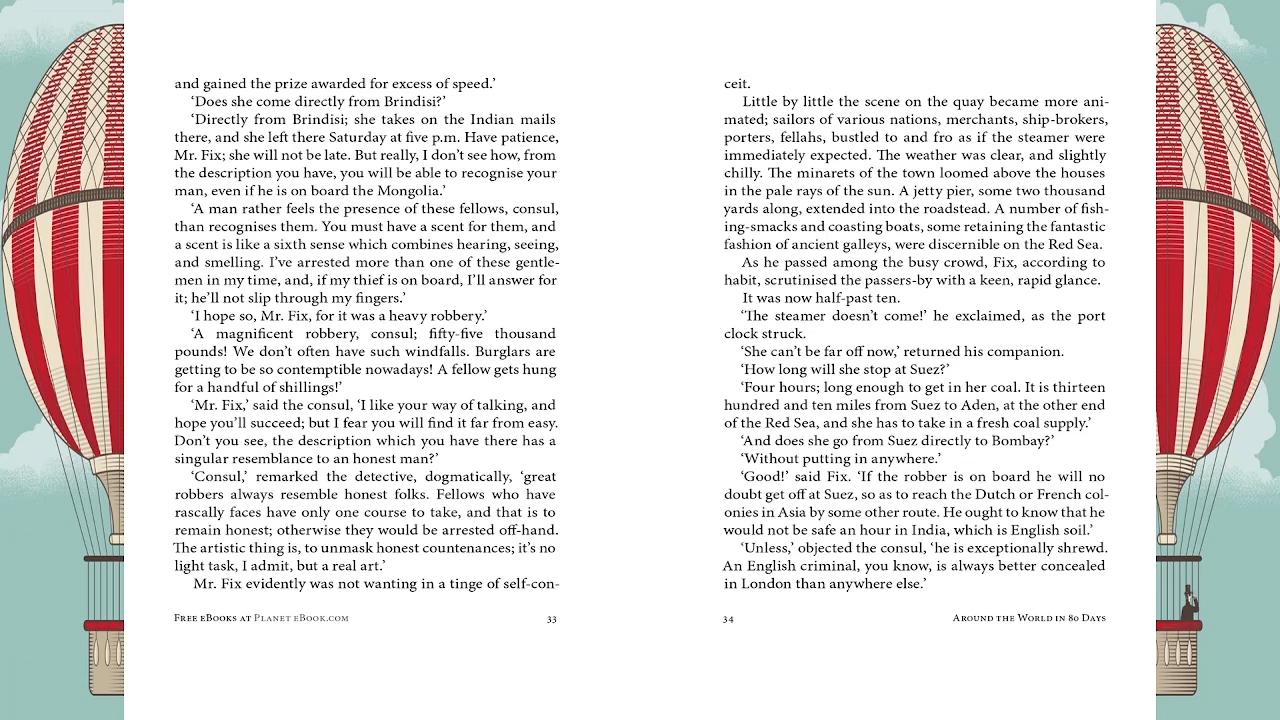 and gained the prize awarded for excess of speed.’
‘Does she come directly from Brindisi?’
‘Directly from Brindisi; she takes on the Indian mails
there, and she left there Saturday at five p.m. Have patience,
Mr. Fix; she will not be late. But really, I don’t see how, from
the description you have, you will be able to recognise your
man, even if he is on board the Mongolia.’
‘A man rather feels the presence of these fellows, consul,
than recognises them. You must have a scent for them, and
a scent is like a sixth sense which combines hearing, seeing,
and smelling. I’ve arrested more than one of these gentle-
men in my time, and, if my thief is on board, I’ll answer for
it; he’ll not slip through my fingers.’
‘I hope so, Mr. Fix, for it was a heavy robbery.’
‘A magnificent robbery, consul; fifty-five thousand
pounds! We don’t often have such windfalls. Burglars are
getting to be so contemptible nowadays! A fellow gets hung
for a handful of shillings!’
‘Mr. Fix,’ said the consul, ‘I like your way of talking, and
hope you’ll succeed; but I fear you will find it far from easy.
Don’t you see, the description which you have there has a
singular resemblance to an honest man?’
‘Consul,’ remarked the detective, dogmatically, ‘great
robbers always resemble honest folks. Fellows who have
rascally faces have only one course to take, and that is to
remain honest; otherwise they would be arrested off-hand.
The artistic thing is, to unmask honest countenances; it’s no
light task, I admit, but a real art.’
Mr. Fix evidently was not wanting in a tinge of self-con-
Free eBooks at Planet eBook.com 33
ceit.
Little by little the scene on the quay became more ani-
mated; sailors of various nations, merchants, ship-brokers,
porters, fellahs, bustled to and fro as if the steamer were
immediately expected. The weather was clear, and slightly
chilly. The minarets of the town loomed above the houses
in the pale rays of the sun. A jetty pier, some two thousand
yards along, extended into the roadstead. A number of fish-
ing-smacks and coasting boats, some retaining the fantastic
fashion of ancient galleys, were discernible on the Red Sea.
As he passed among the busy crowd, Fix, according to
habit, scrutinised the passers-by with a keen, rapid glance.
It was now half-past ten.
‘The steamer doesn’t come!’ he exclaimed, as the port
clock struck.
‘She can’t be far off now,’ returned his companion.
‘How long will she stop at Suez?’
‘Four hours; long enough to get in her coal. It is thirteen
hundred and ten miles from Suez to Aden, at the other end
of the Red Sea, and she has to take in a fresh coal supply.’
‘And does she go from Suez directly to Bombay?’
‘Without putting in anywhere.’
‘Good!’ said Fix. ‘If the robber is on board he will no
doubt get off at Suez, so as to reach the Dutch or French col-
onies in Asia by some other route. He ought to know that he
would not be safe an hour in India, which is English soil.’
‘Unless,’ objected the consul, ‘he is exceptionally shrewd.
An English criminal, you know, is always better concealed
in London than anywhere else.’
34 Around the World in 80 Days